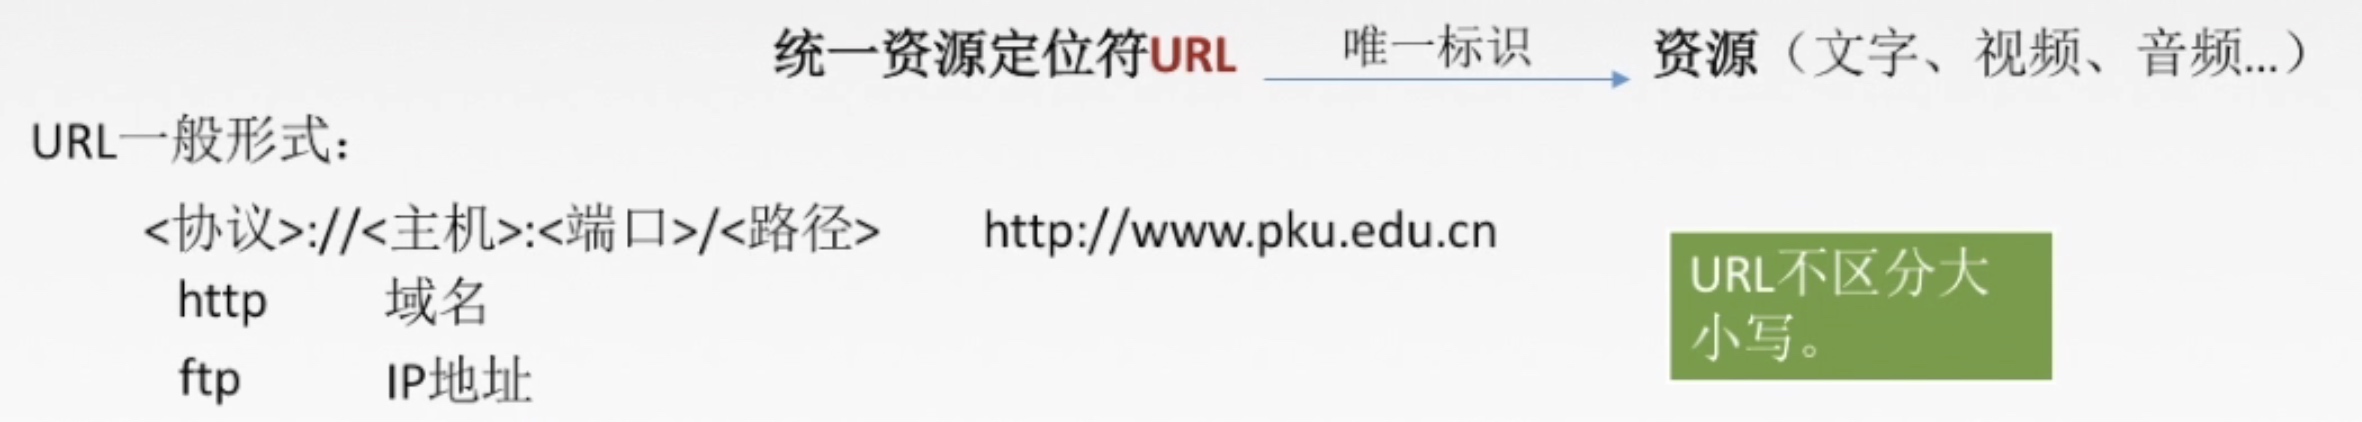 统一资源定位符URL 唯一标识 资源（文字、视频、音频...）
URL一般形式：
<协议>://<主机>:<端口>/<路径> http://www.pku.edu.cn
http 域名
ftp IP地址
URL不区分大
小写。